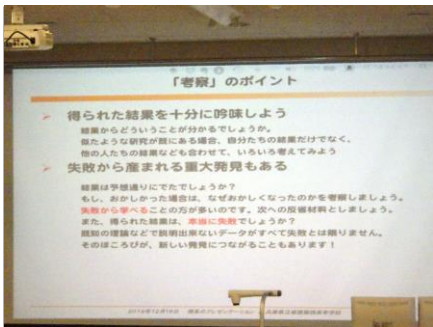 「考察」のポイント
➢ 得られた結果を十分に吟味しよう
結果からどういうことが分かるでしょうか。
似たような研究が既にある場合、自分たちの結果だけでなく、
他の人たちの結果なども合わせて、いろいろ考えてみよう
➢ 失敗から産まれる重大発見もある
結果は予想通りにでたでしょうか？
もし、おかしかった場合は、なぜおかしくなったのかを考察しましょう。
失敗から学べることの方が多いのです。次への反省材料としましょう。
また、得られた結果は、本当に失敗でしょうか？
既知の理論などで説明出来ないデータがすべて失敗とは限りません。
そのほころびが、新しい発見につながることもあります！